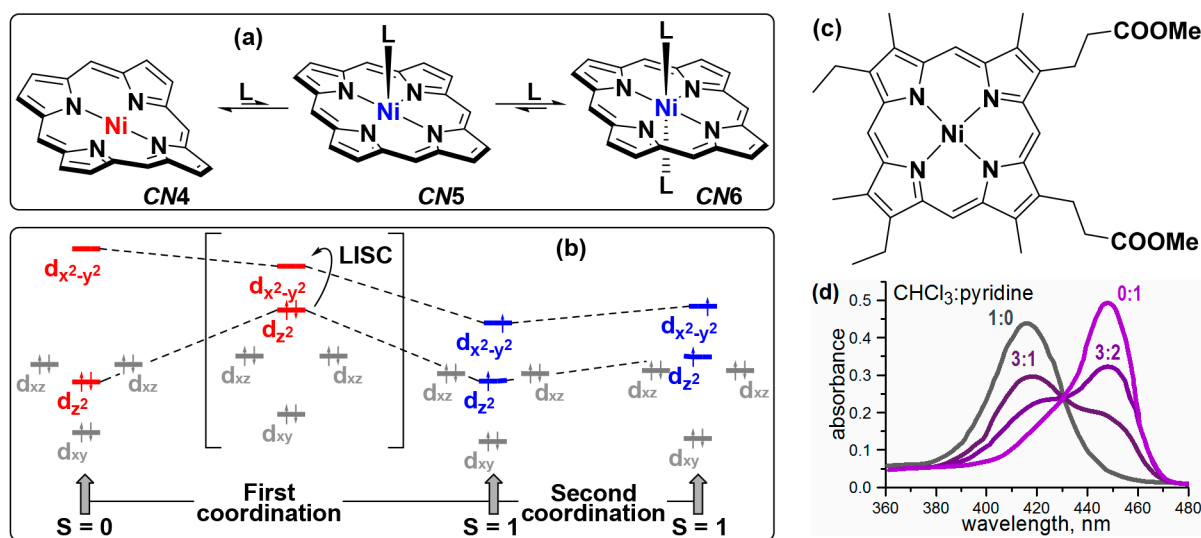 (a)
L
L
N
N
N
N
Ni
CN4
L
N
N
N
N
Ni
CN5
L
N
N
N
N
Ni
L
CN6
(b)
LISC
dx²-y²
dx²-y²
dz²
dx²-y²
dx²-y²
dxz
dxz
dz²
dxz
dxz
dxz
dxz
dz²
dxz
dxz
dz²
dxy
dxy
dxy
dxy
First
coordination
Second
coordination
S = 0
S = 1
S = 1
(c)
COOMe
N
N
Ni
N
N
COOMe
(d)
CHCl₃:pyridine
1:0
0:1
3:1
3:2
absorbance
0.5
0.4
0.3
0.2
0.1
0.0
360
380
400
420
440
460
480
wavelength, nm